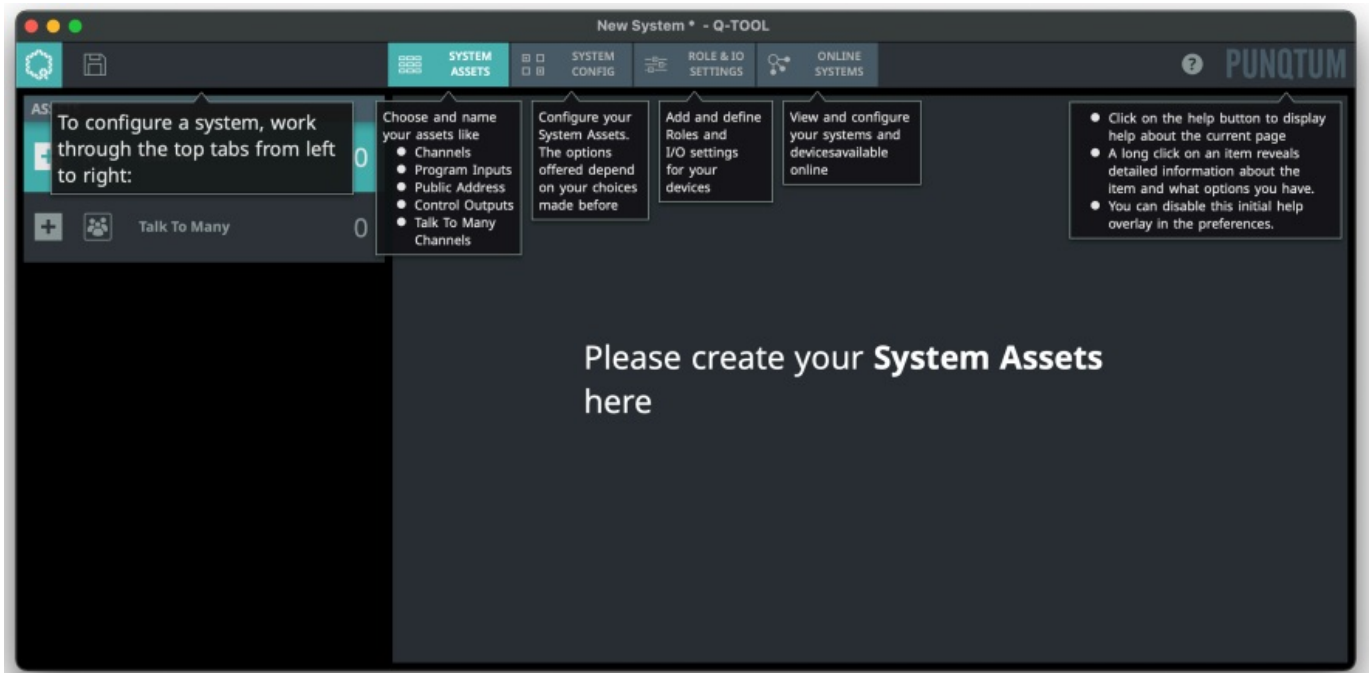 New System * - Q-TOOL
SYSTEM
ASSETS
SYSTEM
CONFIG
ROLE & IO
SETTINGS
ONLINE
SYSTEMS
?
PUNQTUM
AS
To configure a system, work
through the top tabs from left
to right:
0
Talk To Many
0
Choose and name
your assets like
● Channels
● Program Inputs
● Public Address
● Control Outputs
● Talk To Many
Channels
Configure your
System Assets.
The options
offered depend
on your choices
made before
Add and define
Roles and
I/O settings
for your
devices
View and configure
your systems and
devicesavailable
online
● Click on the help button to display
help about the current page
● A long click on an item reveals
detailed information about the
item and what options you have.
● You can disable this initial help
overlay in the preferences.
Please create your System Assets
here